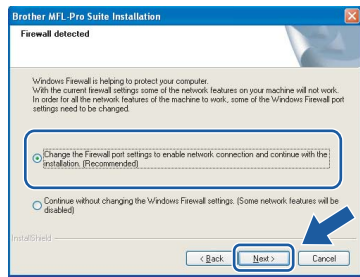 Brother MFL-Pro Suite Installation
Firewall detected
Windows Firewall is helping to protect your computer.
With the current firewall settings some of the network features on your machine will not work.
In order for all the network features of the machine to work, some of the Windows Firewall port
settings need to be changed.
Change the Firewall port settings to enable network connection and continue with the
installation. (Recommended)
Continue without changing the Windows Firewall settings. (Some network features will be
disabled)
InstallShield
< Back
Next >
Cancel